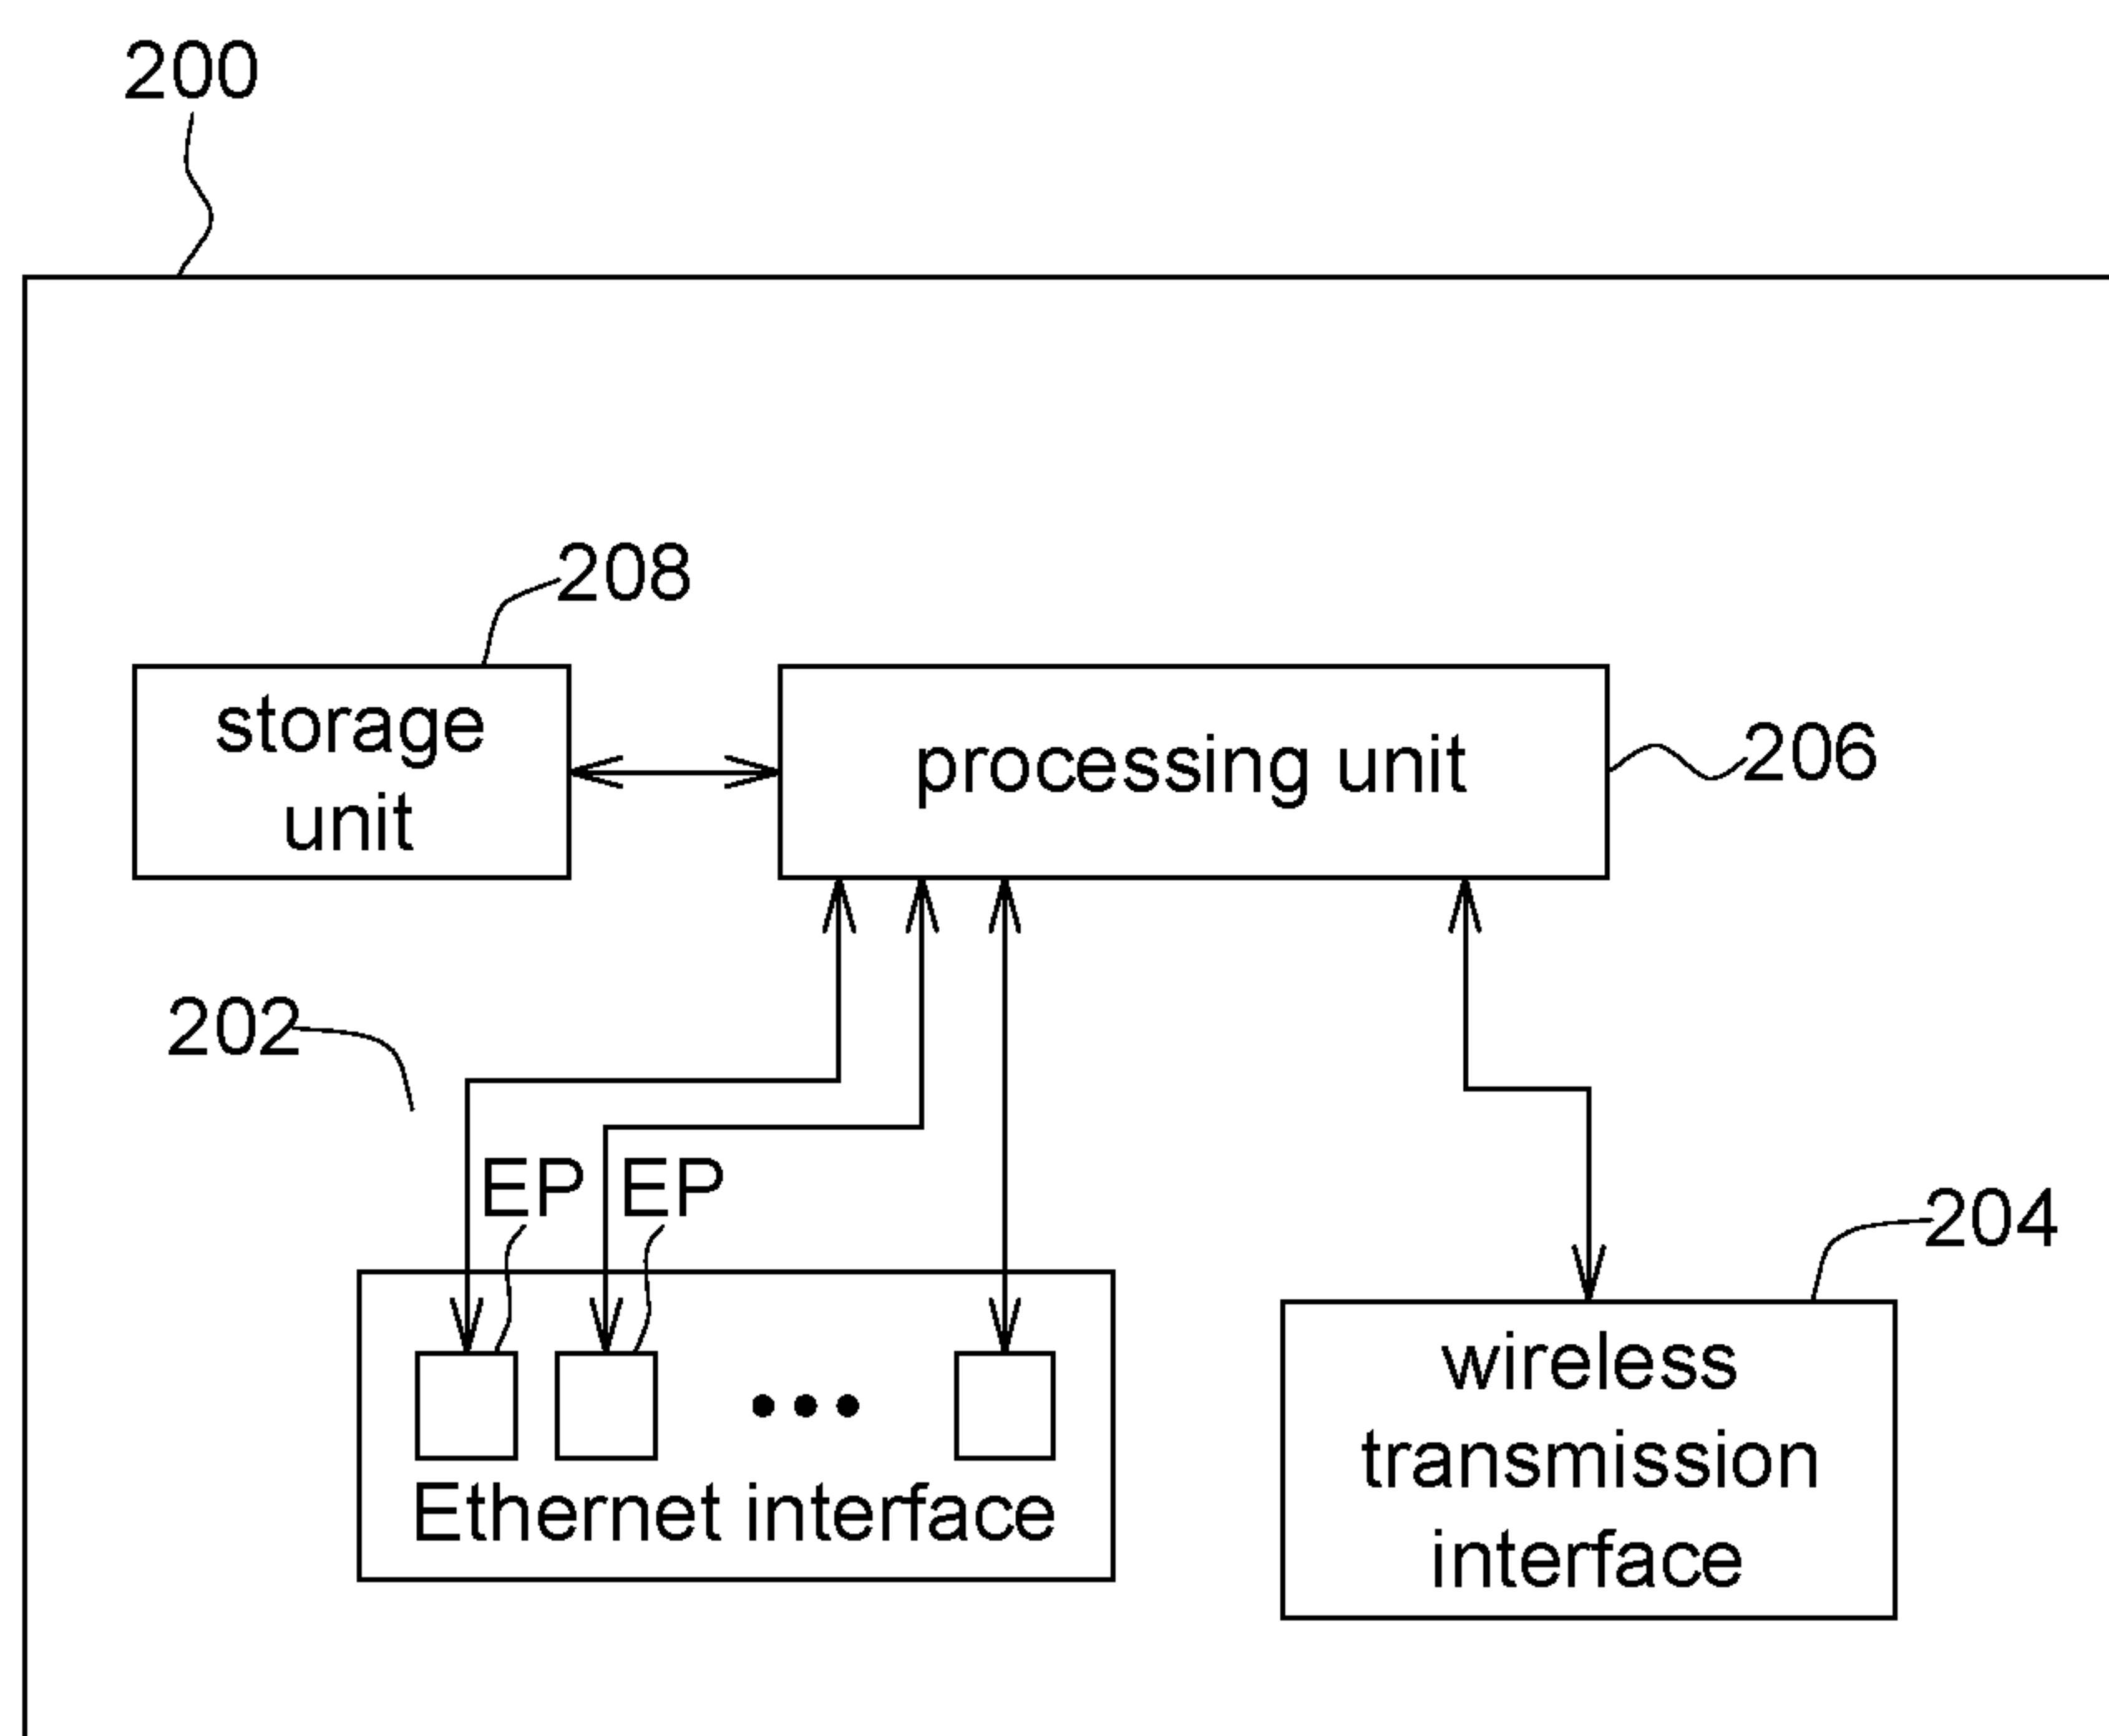 200
208
storage
unit
processing unit
206
202
EP EP
204
Ethernet interface
wireless
transmission
interface